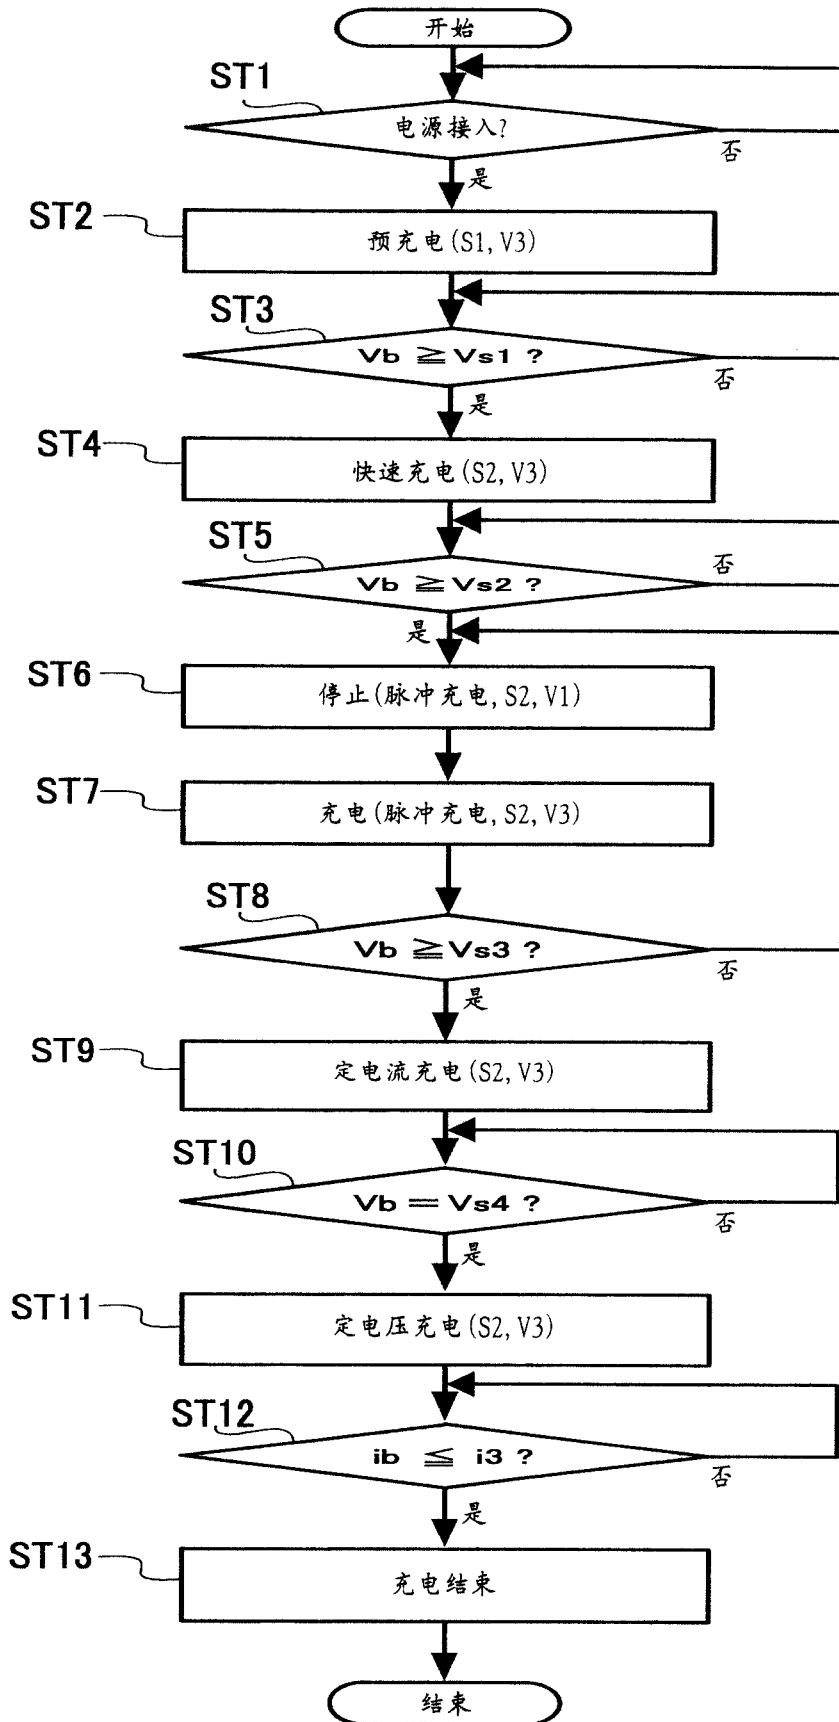 开始
ST1
电源接入?
否
是
ST2
预充电(S1,V3)
ST3
Vb ≧ Vs1 ?
否
是
ST4
快速充电(S2,V3)
ST5
否
Vb ≧ Vs2 ?
是
ST6
停止(脉冲充电,S2,V1)
ST7
充电(脉冲充电,S2,V3)
ST8
Vb ≧ Vs3 ?
否
是
ST9
定电流充电(S2,V3)
ST10
Vb = Vs4 ?
否
是
ST11
定电压充电(S2,V3)
ST12
ib ≦ i3 ?
否
是
ST13
充电结束
结束